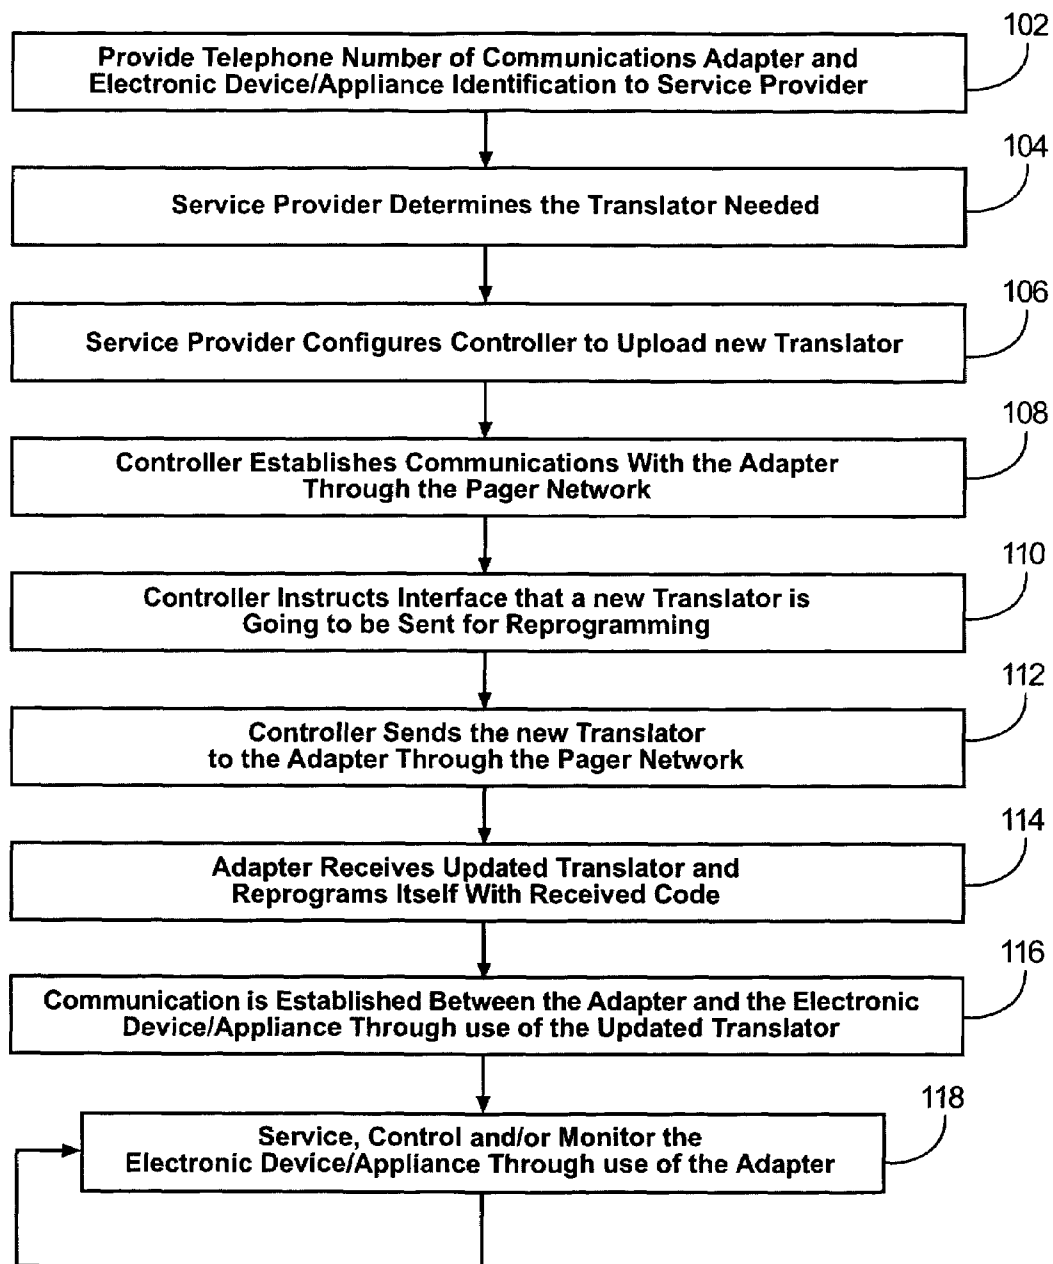 102
Provide Telephone Number of Communications Adapter and
Electronic Device/Appliance Identification to Service Provider
104
Service Provider Determines the Translator Needed
106
Service Provider Configures Controller to Upload new Translator
108
Controller Establishes Communications With the Adapter
Through the Pager Network
110
Controller Instructs Interface that a new Translator is
Going to be Sent for Reprogramming
112
Controller Sends the new Translator
to the Adapter Through the Pager Network
114
Adapter Receives Updated Translator and
Reprograms Itself With Received Code
116
Communication is Established Between the Adapter and the Electronic
Device/Appliance Through use of the Updated Translator
118
Service, Control and/or Monitor the
Electronic Device/Appliance Through use of the Adapter